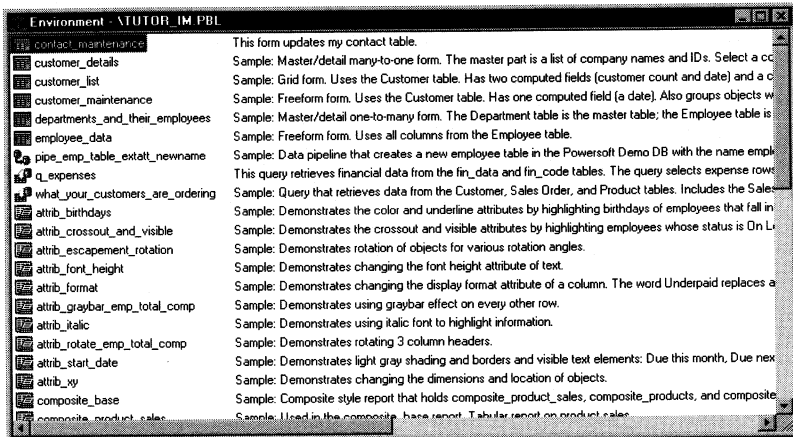 Environment - \TUTOR_IM.PBL
contact_maintenance This form updates my contact table.
customer_details Sample: Master/detail many-to-one form. The master part is a list of company names and IDs. Select a co
customer_list Sample: Grid form. Uses the Customer table. Has two computed fields (customer count and date) and a c
customer_maintenance Sample: Freeform form. Uses the Customer table. Has one computed field (a date). Also groups objects w
departments_and_their_employees Sample: Master/detail one-to-many form. The Department table is the master table; the Employee table is
employee_data Sample: Freeform form. Uses all columns from the Employee table.
pipe_emp_table_extatt_newname Sample: Data pipeline that creates a new employee table in the Powersoft Demo DB with the name emplo
q_expenses This query retrieves financial data from the fin_data and fin_code tables. The query selects expense rows
what_your_customers_are_ordering Sample: Query that retrieves data from the Customer, Sales Order, and Product tables. Includes the Sales
attrib_birthdays Sample: Demonstrates the color and underline attributes by highlighting birthdays of employees that fall in
attrib_crossout_and_visible Sample: Demonstrates the crossout and visible attributes by highlighting employees whose status is On Le
attrib_escapement_rotation Sample: Demonstrates rotation of objects for various rotation angles.
attrib_font_height Sample: Demonstrates changing the font height attribute of text.
attrib_format Sample: Demonstrates changing the display format attribute of a column. The word Underpaid replaces a
attrib_graybar_emp_total_comp Sample: Demonstrates using graybar effect on every other row.
attrib_italic Sample: Demonstrates using italic font to highlight information.
attrib_rotate_emp_total_comp Sample: Demonstrates rotating 3 column headers.
attrib_start_date Sample: Demonstrates light gray shading and borders and visible text elements: Due this month, Due nex
attrib_xy Sample: Demonstrates changing the dimensions and location of objects.
composite_base Sample: Composite style report that holds composite_product_sales, composite_products, and composite
composite_product_sales Sample: Used in the composite_base report. Tabular report on product sales